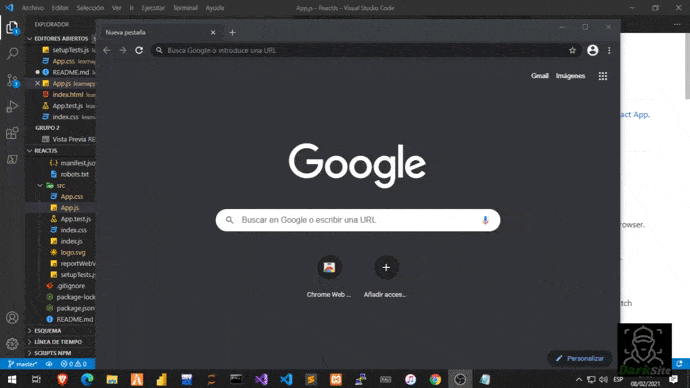 Archivo Editar Selección Ver Ir Ejecutar Terminal Ayuda
App.js - ReactJs - Visual Studio Code
EXPLORADOR
EDITORES ABIERTOS
setupTests.js
App.css learnapp
README.md
App.js
index.html
App.test.js
index.css
GRUPO 2
Vista Previa RE
REACTJS
manifest.jso
robots.txt
src
App.css
App.js
App.test.js
index.css
index.js
logo.svg
reportWebV
setupTests.j
.gitignore
package-lock
package.json
README.md
ESQUEMA
LÍNEA DE TIEMPO
SCRIPTS NPM
master*
0
0
Nueva pestaña
Busca Google o introduce una URL
Gmail Imágenes
Google
Buscar en Google o escribir una URL
Chrome Web ...
Añadir acces...
Personalizar
act App.
rowser.
tch
DarkSite
ESP
08/02/2021